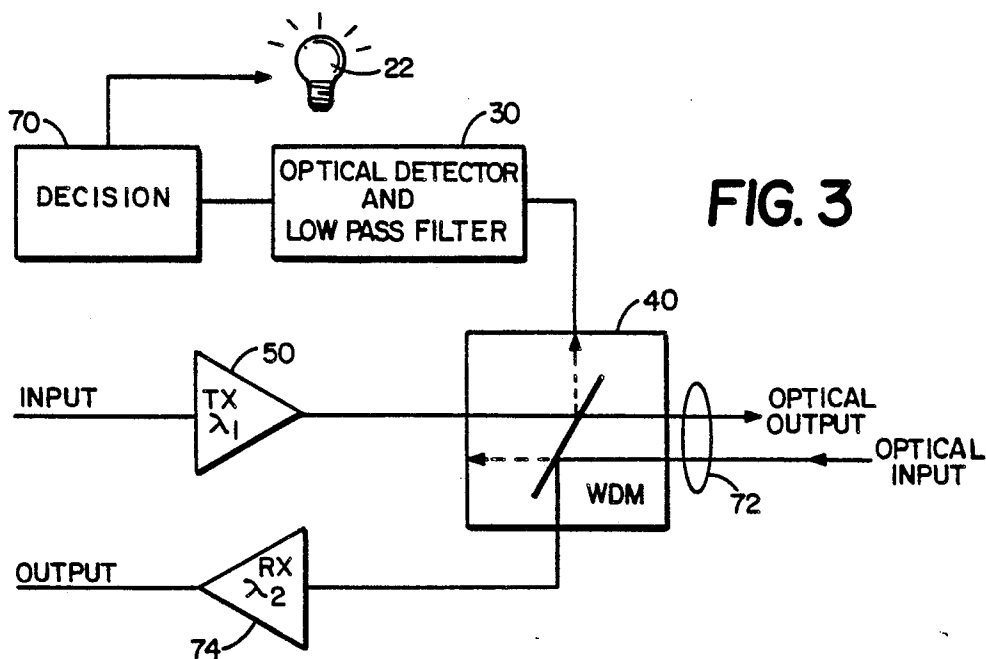 22
70
30
DECISION
OPTICAL DETECTOR
AND
LOW PASS FILTER
FIG. 3
40
50
INPUT
TX
λ1
OPTICAL
OUTPUT
OPTICAL
INPUT
WDM
72
OUTPUT
RX
λ2
74